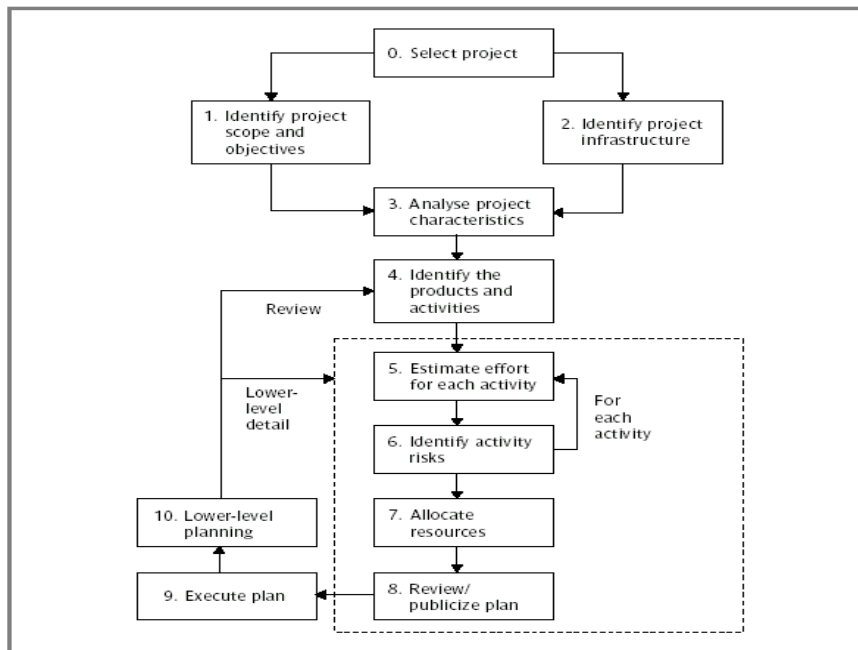 0. Select project
1. Identify project
scope and
objectives
2. Identify project
infrastructure
3. Analyse project
characteristics
4. Identify the
products and
activities
Review
5. Estimate effort
for each activity
Lower-
level
detail
For
each
activity
6. Identify activity
risks
10. Lower-level
planning
7. Allocate
resources
9. Execute plan
8. Review/
publicize plan